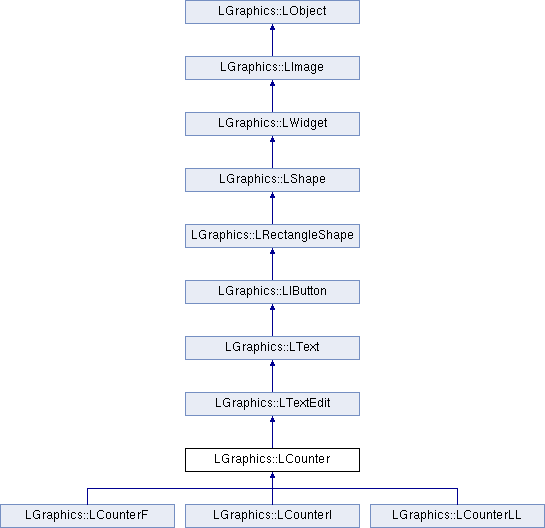 LGraphics::LObject
LGraphics::LImage
LGraphics::LWidget
LGraphics::LShape
LGraphics::LRectangleShape
LGraphics::LIButton
LGraphics::LText
LGraphics::LTextEdit
LGraphics::LCounter
LGraphics::LCounterF
LGraphics::LCounterI
LGraphics::LCounterLL